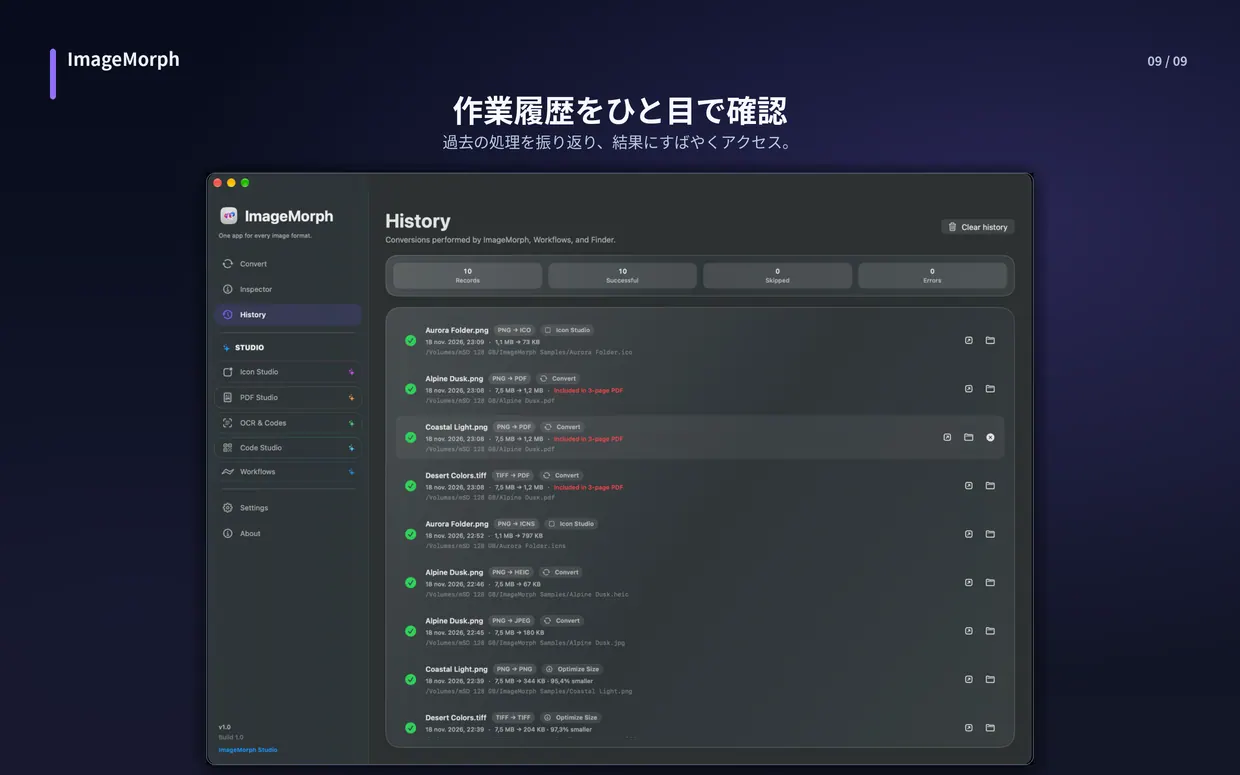 ImageMorph
09 / 09
作業履歴をひと目で確認
過去の処理を振り返り、結果にすばやくアクセス。
ImageMorph
One app for every image format.
Convert
Inspector
History
STUDIO
Icon Studio
PDF Studio
OCR & Codes
Code Studio
Workflows
Settings
About
v1.0
Build 1.0
ImageMorph Studio
History
Conversions performed by ImageMorph, Workflows, and Finder.
Clear history
10 Records
10 Successful
0 Skipped
0 Errors
Aurora Folder.png PNG → ICO Icon Studio
18 nov. 2026, 23:09 · 1,1 MB → 73 KB
/Volumes/mSD 128 GB/ImageMorph Samples/Aurora Folder.ico
Alpine Dusk.png PNG → PDF Convert
18 nov. 2026, 23:08 · 7,5 MB → 1,2 MB · Included in 3-page PDF
/Volumes/mSD 128 GB/Alpine Dusk.pdf
Coastal Light.png PNG → PDF Convert
18 nov. 2026, 23:08 · 7,5 MB → 1,2 MB · Included in 3-page PDF
/Volumes/mSD 128 GB/Alpine Dusk.pdf
Desert Colors.tiff TIFF → PDF Convert
18 nov. 2026, 23:08 · 7,5 MB → 1,2 MB · Included in 3-page PDF
/Volumes/mSD 128 GB/Alpine Dusk.pdf
Aurora Folder.png PNG → ICNS Icon Studio
18 nov. 2026, 22:52 · 1,1 MB → 797 KB
/Volumes/mSD 128 GB/Aurora Folder.icns
Alpine Dusk.png PNG → HEIC Convert
18 nov. 2026, 22:46 · 7,5 MB → 67 KB
/Volumes/mSD 128 GB/ImageMorph Samples/Alpine Dusk.heic
Alpine Dusk.png PNG → JPEG Convert
18 nov. 2026, 22:45 · 7,5 MB → 180 KB
/Volumes/mSD 128 GB/ImageMorph Samples/Alpine Dusk.jpg
Coastal Light.png PNG → PNG Optimize Size
18 nov. 2026, 22:39 · 7,5 MB → 344 KB · 95,4% smaller
/Volumes/mSD 128 GB/ImageMorph Samples/Coastal Light.png
Desert Colors.tiff TIFF → TIFF Optimize Size
18 nov. 2026, 22:39 · 7,5 MB → 204 KB · 97,3% smaller